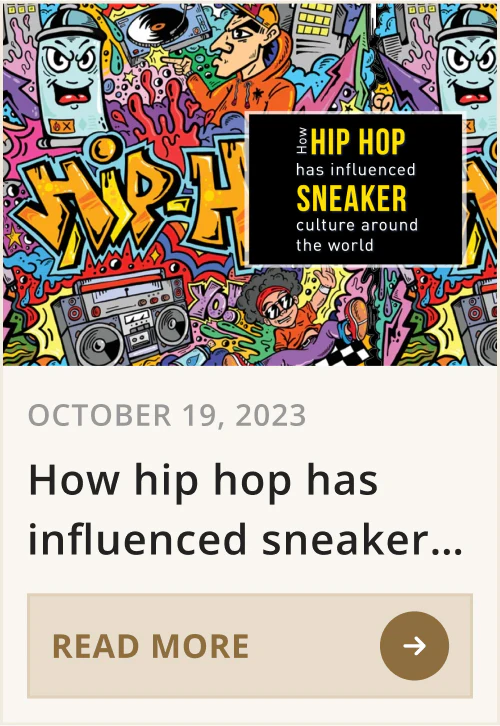 HIP-H
How HIP HOP
has influenced
SNEAKER
culture around
the world
YO!
OCTOBER 19, 2023
How hip hop has
influenced sneaker...
READ MORE